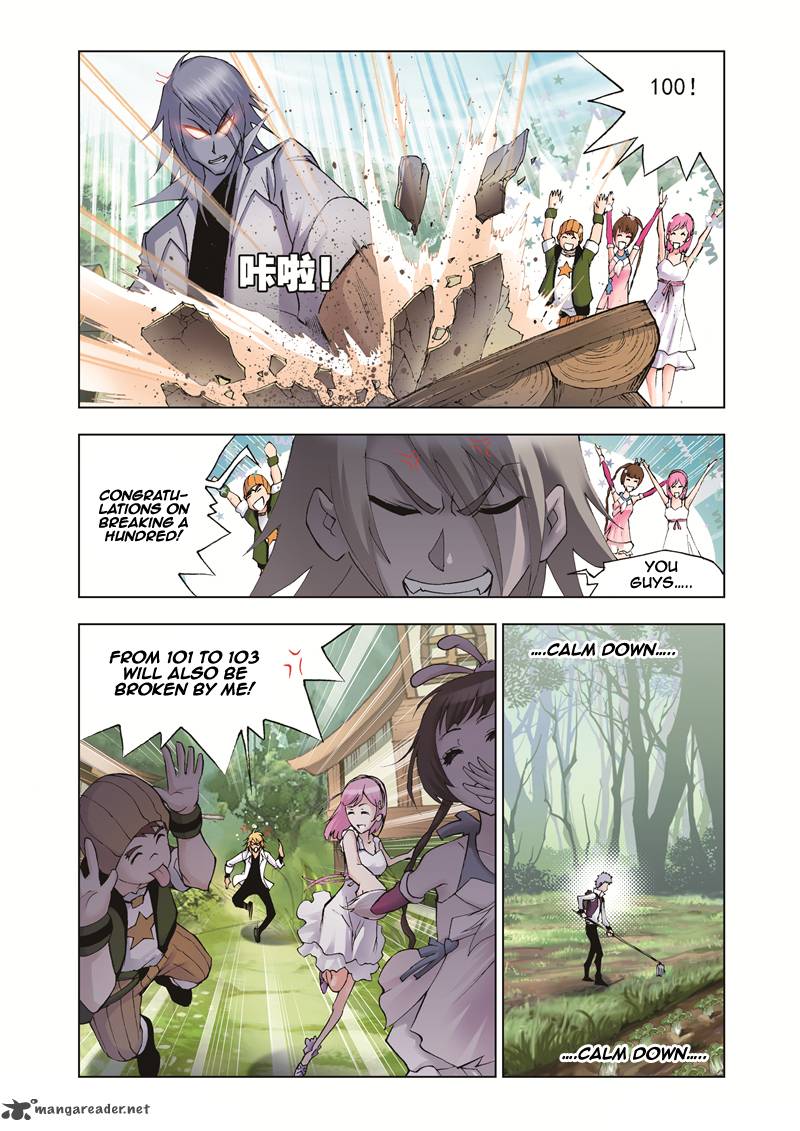 100!
咔啦!
CONGRATU-
LATIONS ON
BREAKING A
HUNDRED!
YOU
GUYS.....
FROM 101 TO 103
WILL ALSO BE
BROKEN BY ME!
....CALM DOWN.....
....CALM DOWN.....
mangareader.net